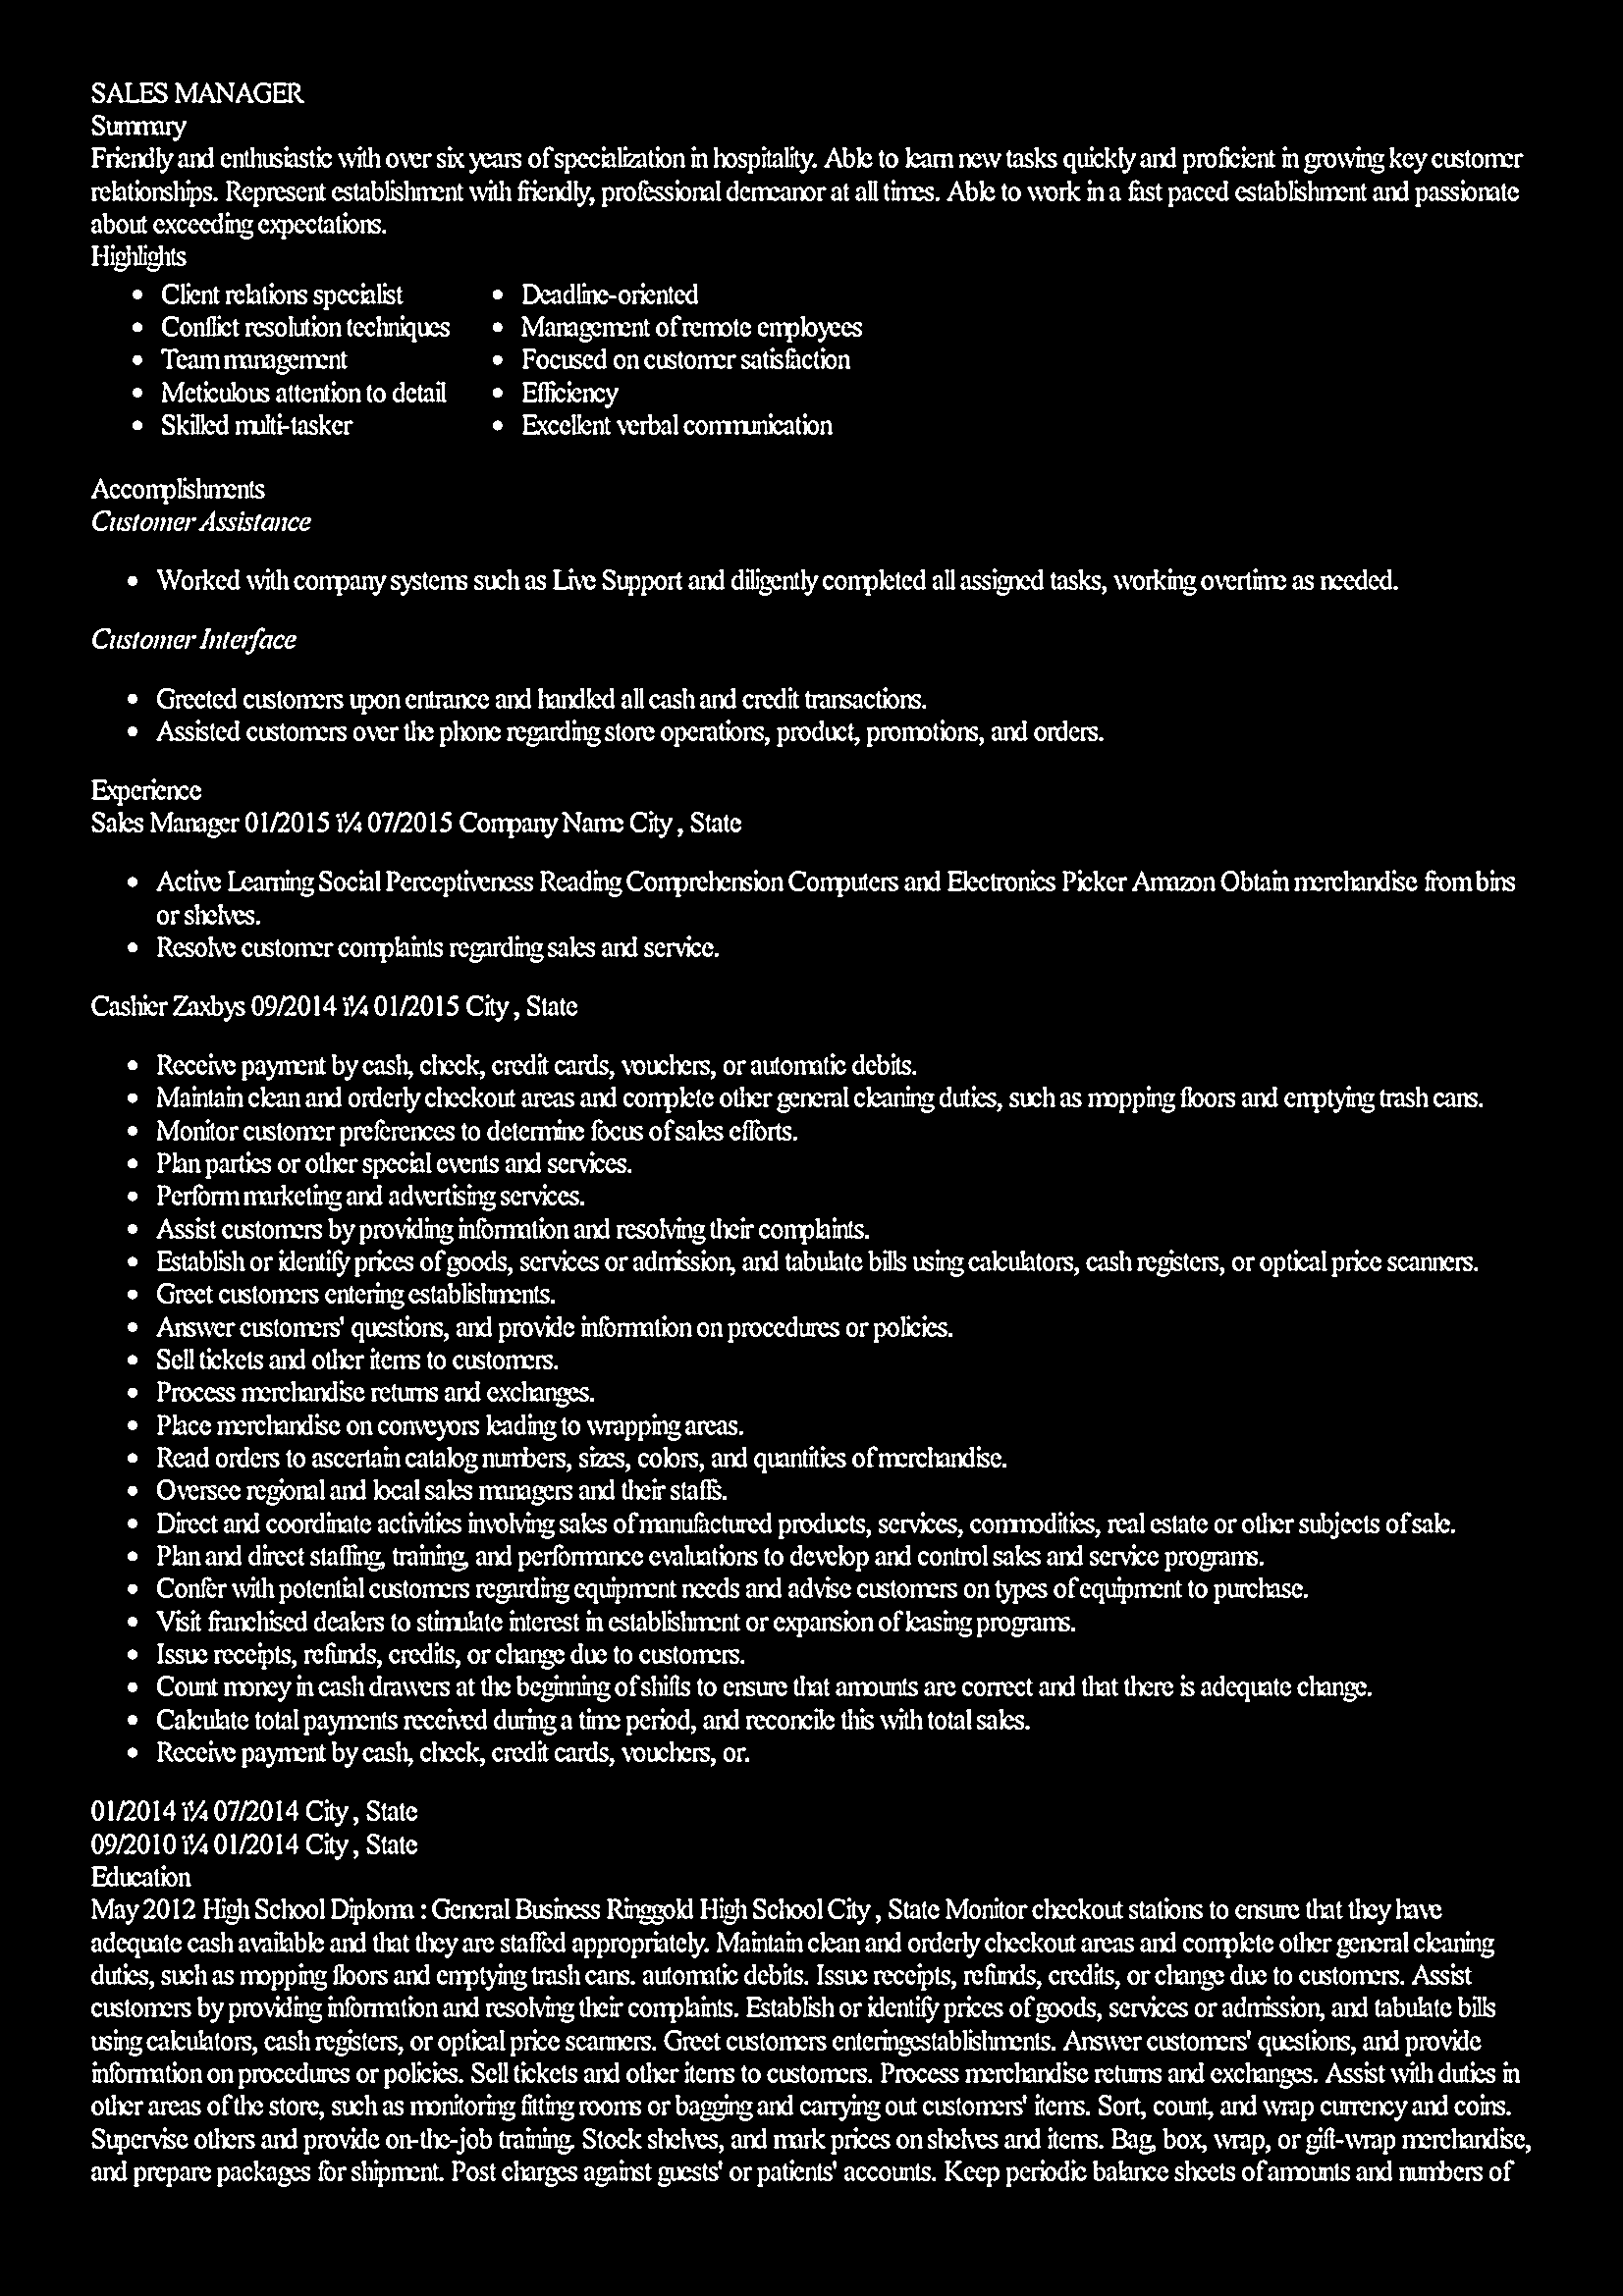 SALES MANAGER
Summary
Friendly and enthusiastic with over six years of specialization in hospitality. Able to learn new tasks quickly and proficient in growing key customer
relationships. Represent establishment with friendly, professional demeanor at all times. Able to work in a fast paced establishment and passionate
about exceeding expectations.
Highlights
• Client relations specialist
• Conflict resolution techniques
• Team management
• Meticulous attention to detail
• Skilled multi-tasker
• Deadline-oriented
• Management of remote employees
• Focused on customer satisfaction
• Efficiency
• Excellent verbal communication
Accomplishments
Customer Assistance
• Worked with company systems such as Live Support and diligently completed all assigned tasks, working overtime as needed.
Customer Interface
• Greeted customers upon entrance and handled all cash and credit transactions.
• Assisted customers over the phone regarding store operations, product, promotions, and orders.
Experience
Sales Manager 01/2015 ï¼ 07/2015 Company Name City , State
• Active Learning Social Perceptiveness Reading Comprehension Computers and Electronics Picker Amazon Obtain merchandise from bins
or shelves.
• Resolve customer complaints regarding sales and service.
Cashier Zaxbys 09/2014 ï¼ 01/2015 City , State
• Receive payment by cash, check, credit cards, vouchers, or automatic debits.
• Maintain clean and orderly checkout areas and complete other general cleaning duties, such as mopping floors and emptying trash cans.
• Monitor customer preferences to determine focus of sales efforts.
• Plan parties or other special events and services.
• Perform marketing and advertising services.
• Assist customers by providing information and resolving their complaints.
• Establish or identify prices of goods, services or admission, and tabulate bills using calculators, cash registers, or optical price scanners.
• Greet customers entering establishments.
• Answer customers' questions, and provide information on procedures or policies.
• Sell tickets and other items to customers.
• Process merchandise returns and exchanges.
• Place merchandise on conveyors leading to wrapping areas.
• Read orders to ascertain catalog numbers, sizes, colors, and quantities of merchandise.
• Oversee regional and local sales managers and their staffs.
• Direct and coordinate activities involving sales of manufactured products, services, commodities, real estate or other subjects of sale.
• Plan and direct staffing, training, and performance evaluations to develop and control sales and service programs.
• Confer with potential customers regarding equipment needs and advise customers on types of equipment to purchase.
• Visit franchised dealers to stimulate interest in establishment or expansion of leasing programs.
• Issue receipts, refunds, credits, or change due to customers.
• Count money in cash drawers at the beginning of shifts to ensure that amounts are correct and that there is adequate change.
• Calculate total payments received during a time period, and reconcile this with total sales.
• Receive payment by cash, check, credit cards, vouchers, or.
01/2014 ï¼ 07/2014 City , State
09/2010 ï¼ 01/2014 City , State
Education
May 2012 High School Diploma : General Business Ringgold High School City , State Monitor checkout stations to ensure that they have
adequate cash available and that they are staffed appropriately. Maintain clean and orderly checkout areas and complete other general cleaning
duties, such as mopping floors and emptying trash cans. automatic debits. Issue receipts, refunds, credits, or change due to customers. Assist
customers by providing information and resolving their complaints. Establish or identify prices of goods, services or admission, and tabulate bills
using calculators, cash registers, or optical price scanners. Greet customers enteringestablishments. Answer customers' questions, and provide
information on procedures or policies. Sell tickets and other items to customers. Process merchandise returns and exchanges. Assist with duties in
other areas of the store, such as monitoring fitting rooms or bagging and carrying out customers' items. Sort, count, and wrap currency and coins.
Supervise others and provide on-the-job training. Stock shelves, and mark prices on shelves and items. Bag, box, wrap, or gift-wrap merchandise,
and prepare packages for shipment. Post charges against guests' or patients' accounts. Keep periodic balance sheets of amounts and numbers of